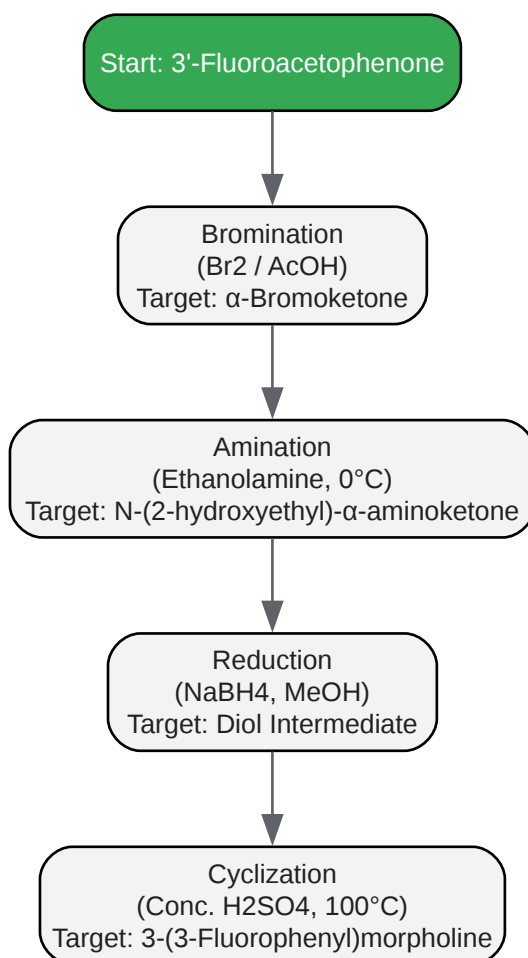 Start: 3'-Fluoroacetophenone
Bromination
(Br2 / AcOH)
Target: α-Bromoketone
Amination
(Ethanolamine, 0°C)
Target: N-(2-hydroxyethyl)-α-aminoketone
Reduction
(NaBH4, MeOH)
Target: Diol Intermediate
Cyclization
(Conc. H2SO4, 100°C)
Target: 3-(3-Fluorophenyl)morpholine